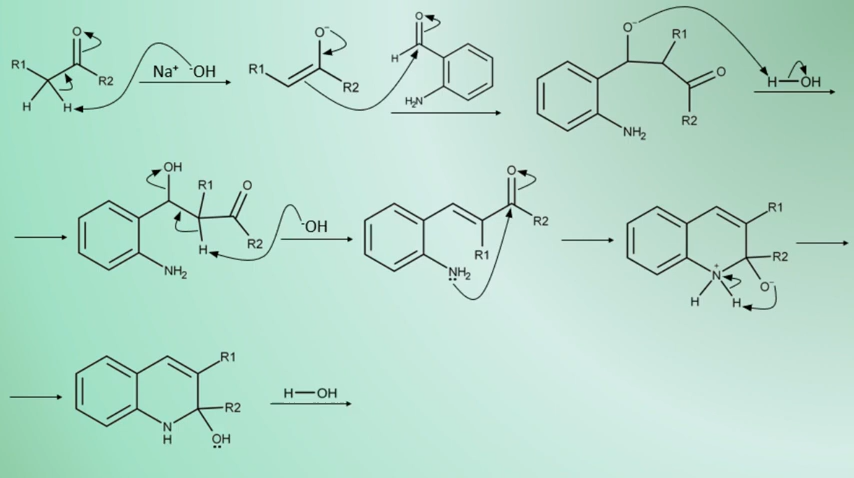 O
R1
R2
H
H
Na⁺ ⁻OH
O⁻
R1
R2
O
H
H₂N
O⁻
R1
O
R2
NH₂
H—OH
OH
R1
O
R2
H
NH₂
⁻OH
O
R2
R1
NH₂
R1
R2
N⁺
O⁻
H
H
R1
R2
N
H
OH
H—OH